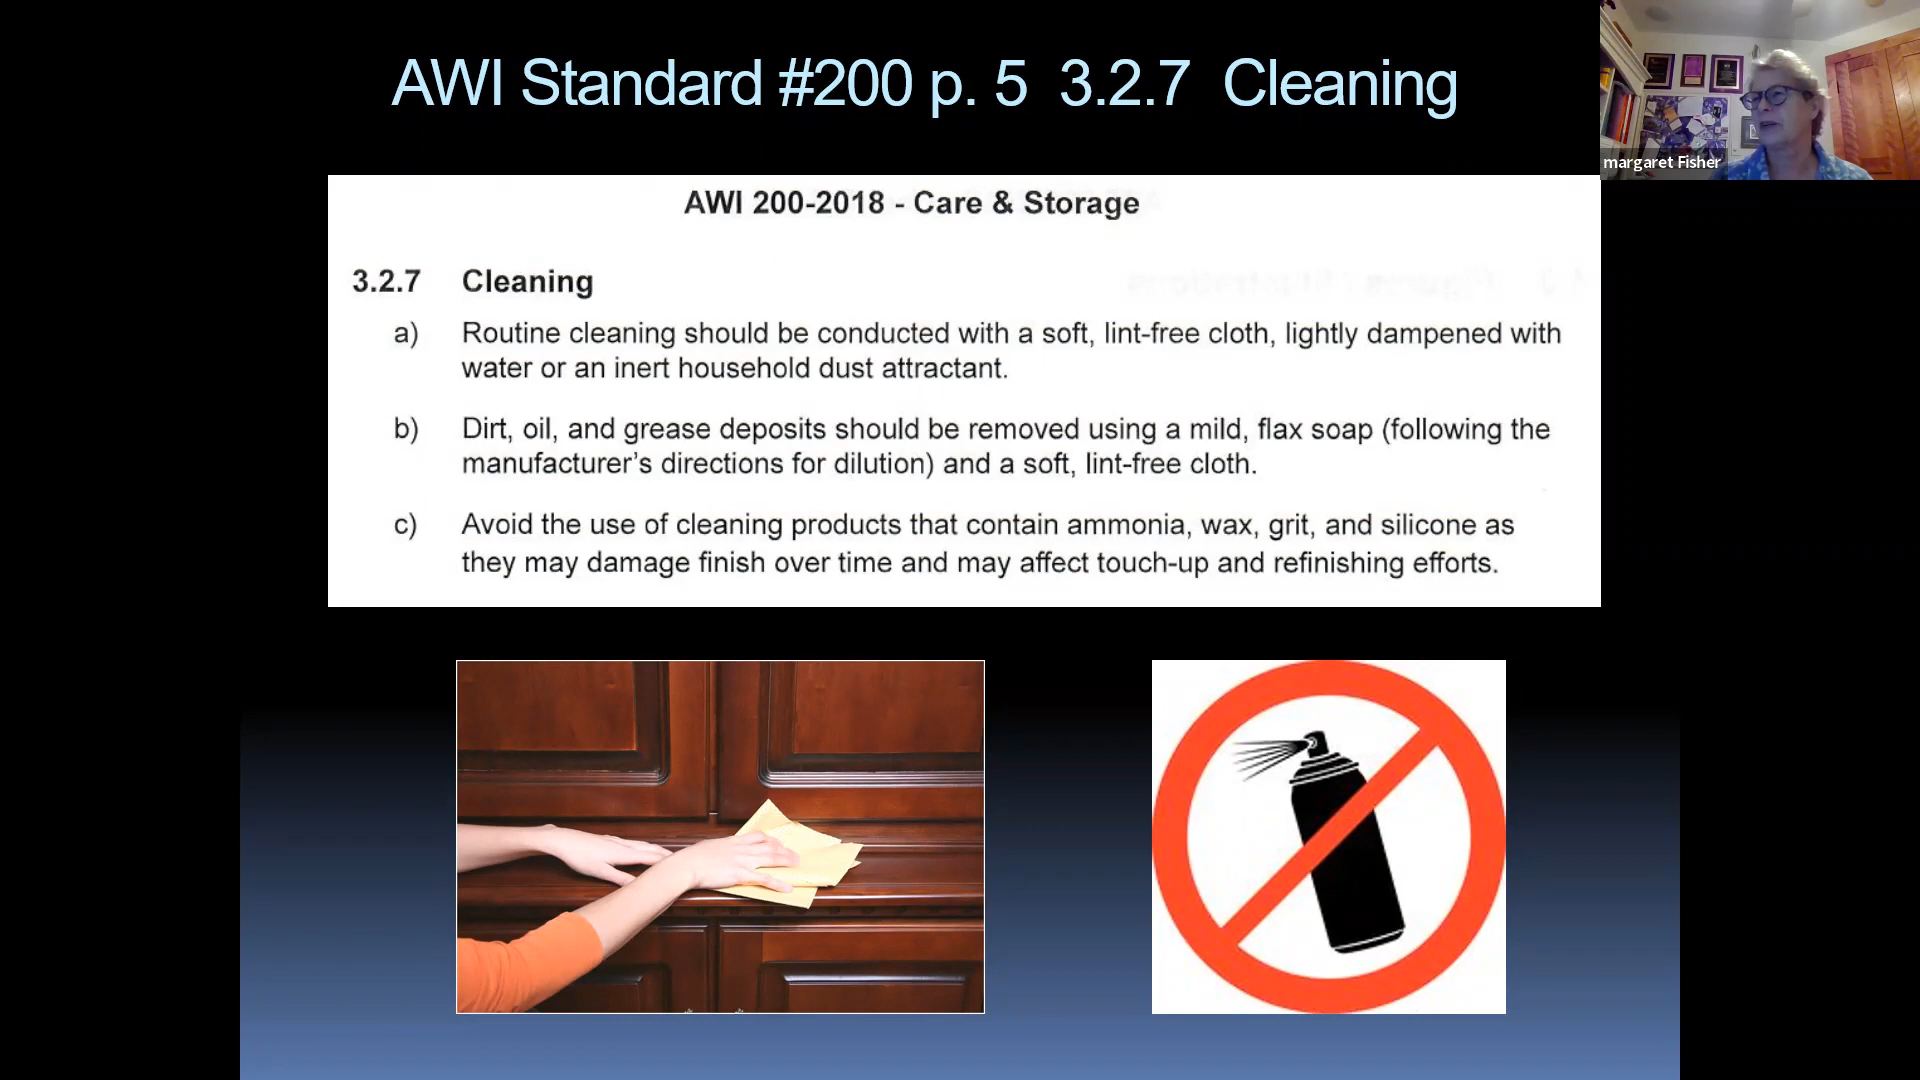 AWI Standard #200 p. 5 3.2.7 Cleaning
margaret Fisher
AWI 200-2018 - Care & Storage
3.2.7 Cleaning
a) Routine cleaning should be conducted with a soft, lint-free cloth, lightly dampened with
water or an inert household dust attractant.
b) Dirt, oil, and grease deposits should be removed using a mild, flax soap (following the
manufacturer's directions for dilution) and a soft, lint-free cloth.
c) Avoid the use of cleaning products that contain ammonia, wax, grit, and silicone as
they may damage finish over time and may affect touch-up and refinishing efforts.